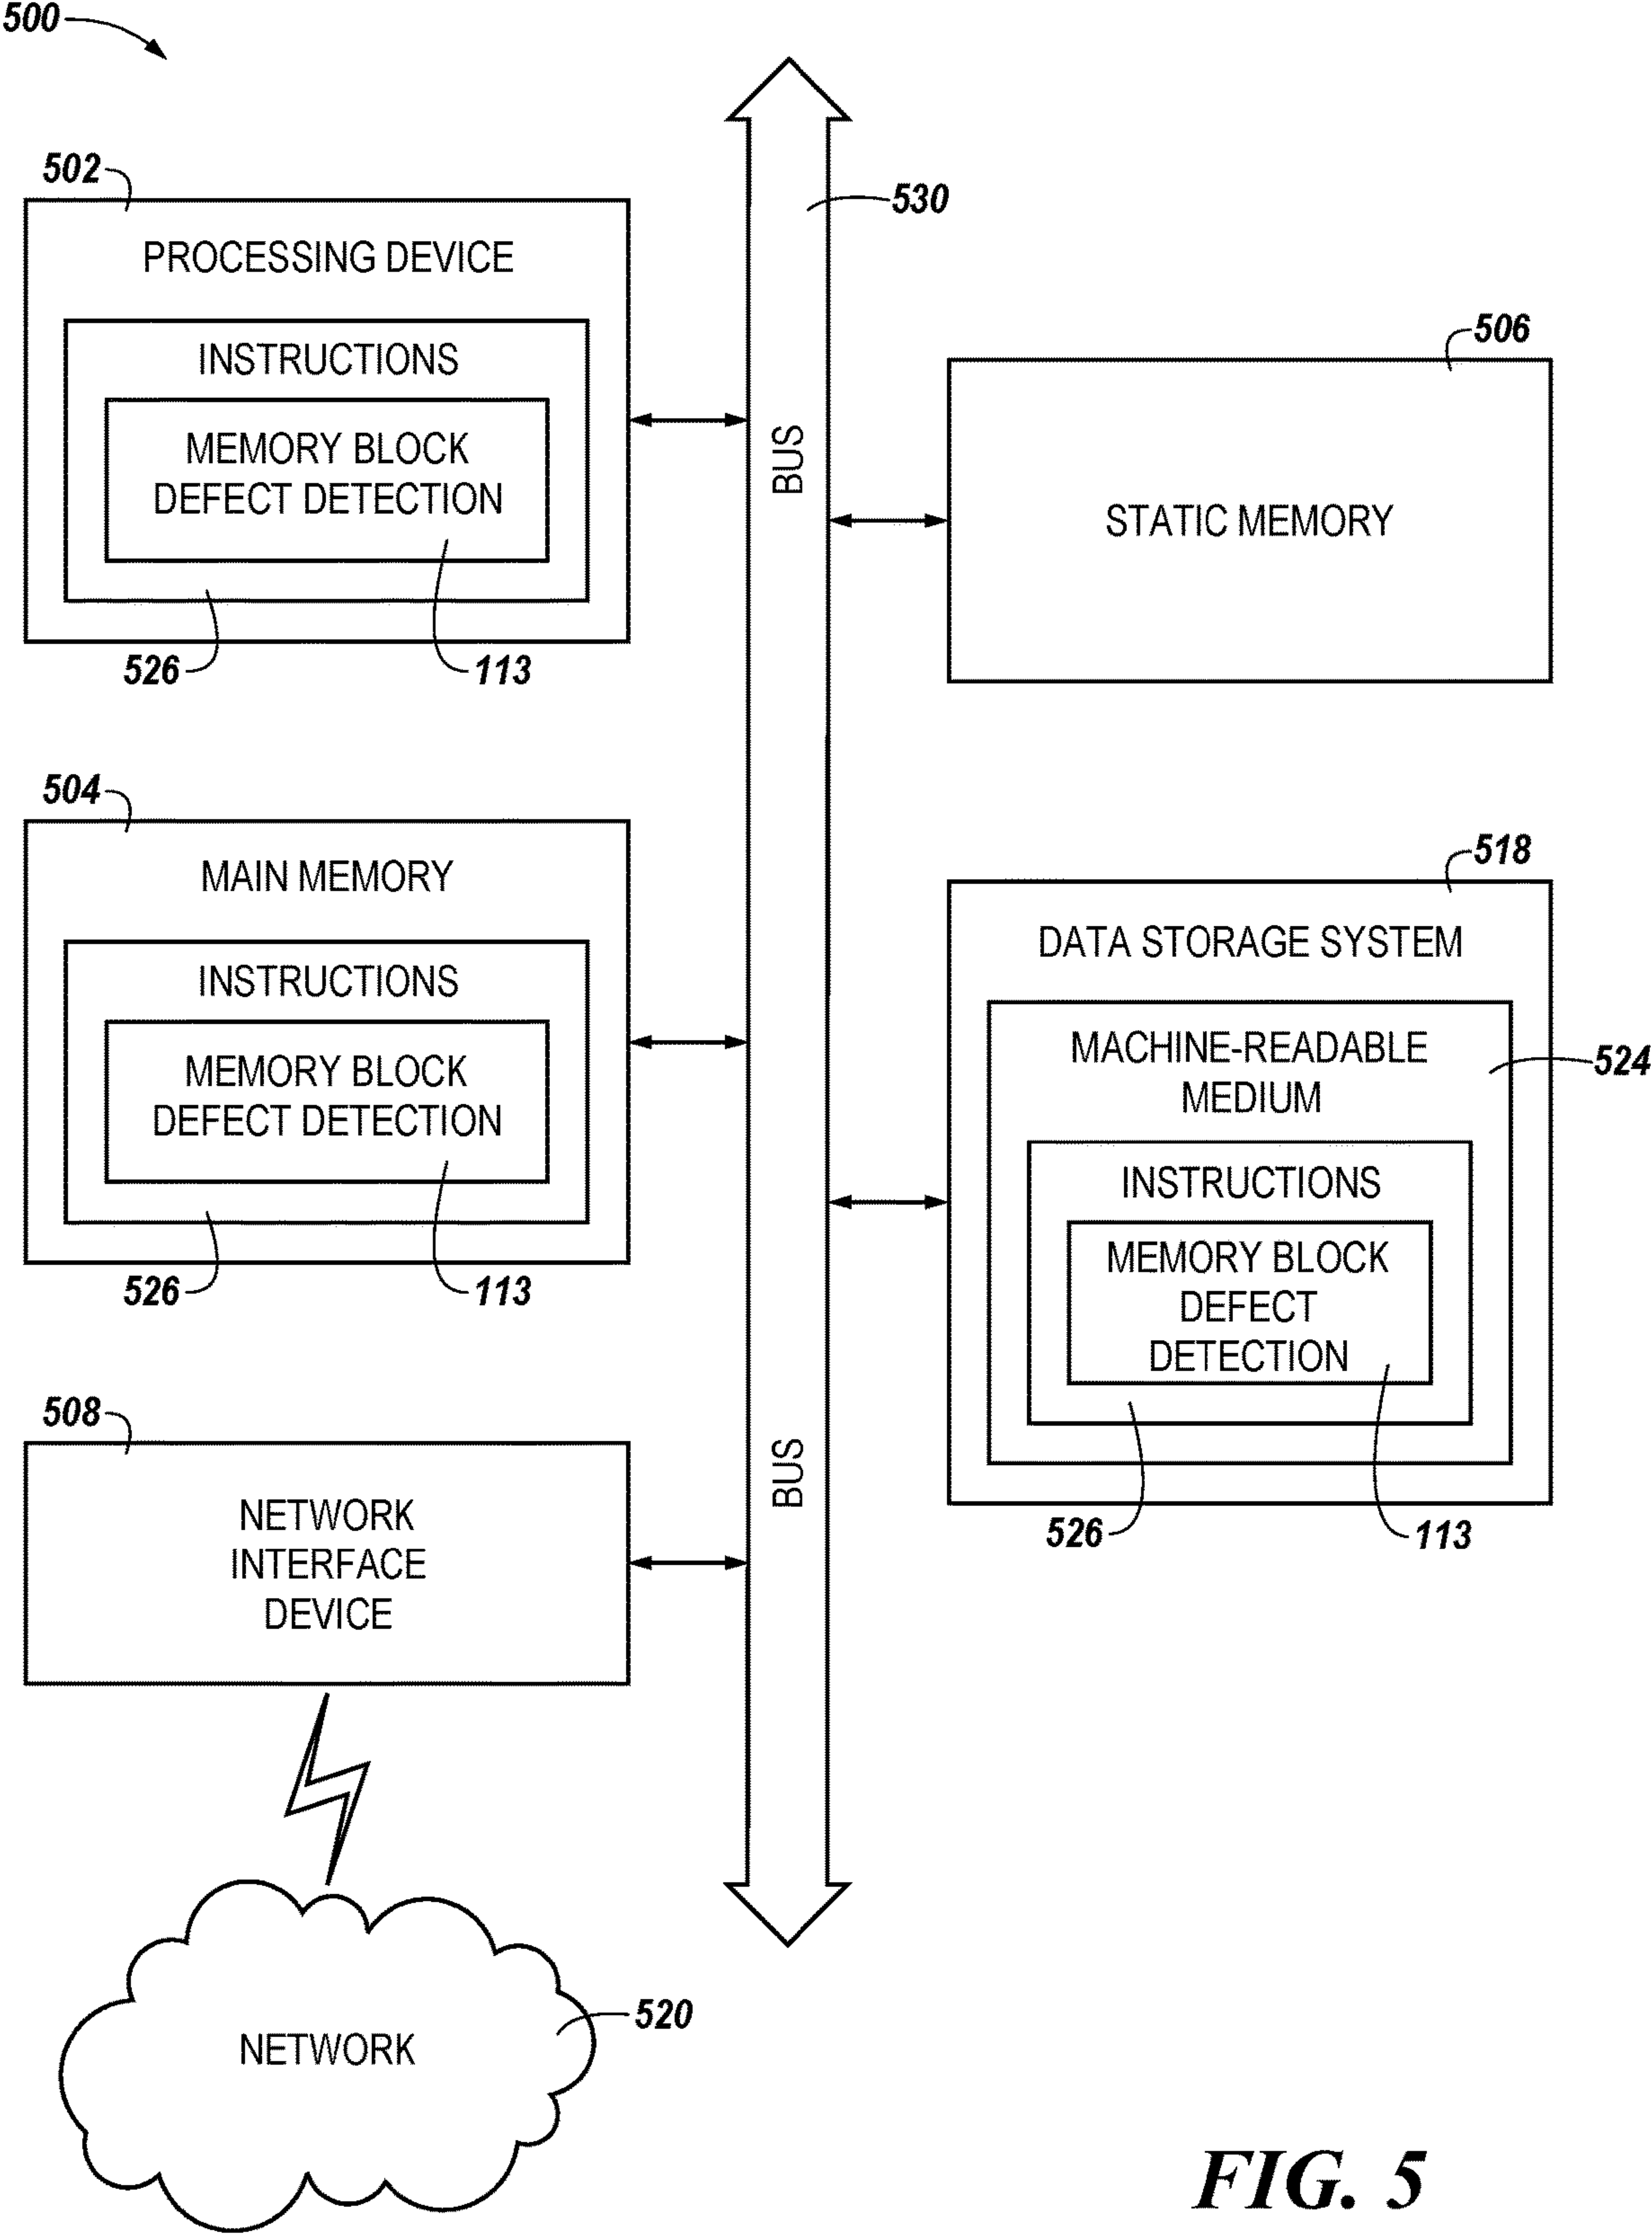 500
502
PROCESSING DEVICE
INSTRUCTIONS
MEMORY BLOCK
DEFECT DETECTION
526
113
504
MAIN MEMORY
INSTRUCTIONS
MEMORY BLOCK
DEFECT DETECTION
526
113
508
NETWORK
INTERFACE
DEVICE
NETWORK
520
530
BUS
BUS
506
STATIC MEMORY
518
DATA STORAGE SYSTEM
MACHINE-READABLE
MEDIUM
524
INSTRUCTIONS
MEMORY BLOCK
DEFECT
DETECTION
526
113
FIG. 5